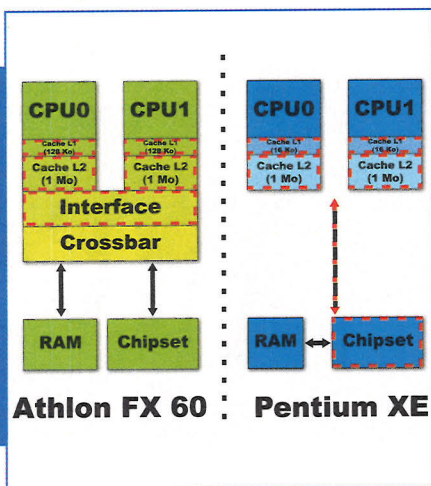 CPU0
CPU1
Cache L1
(128 Ko)
Cache L1
(128 Ko)
Cache L2
(1 Mo)
Cache L2
(1 Mo)
Interface
Crossbar
RAM
Chipset
Athlon FX 60
CPU0
CPU1
Cache L1
(16 Ko)
Cache L1
(16 Ko)
Cache L2
(1 Mo)
Cache L2
(1 Mo)
RAM
Chipset
Pentium XE